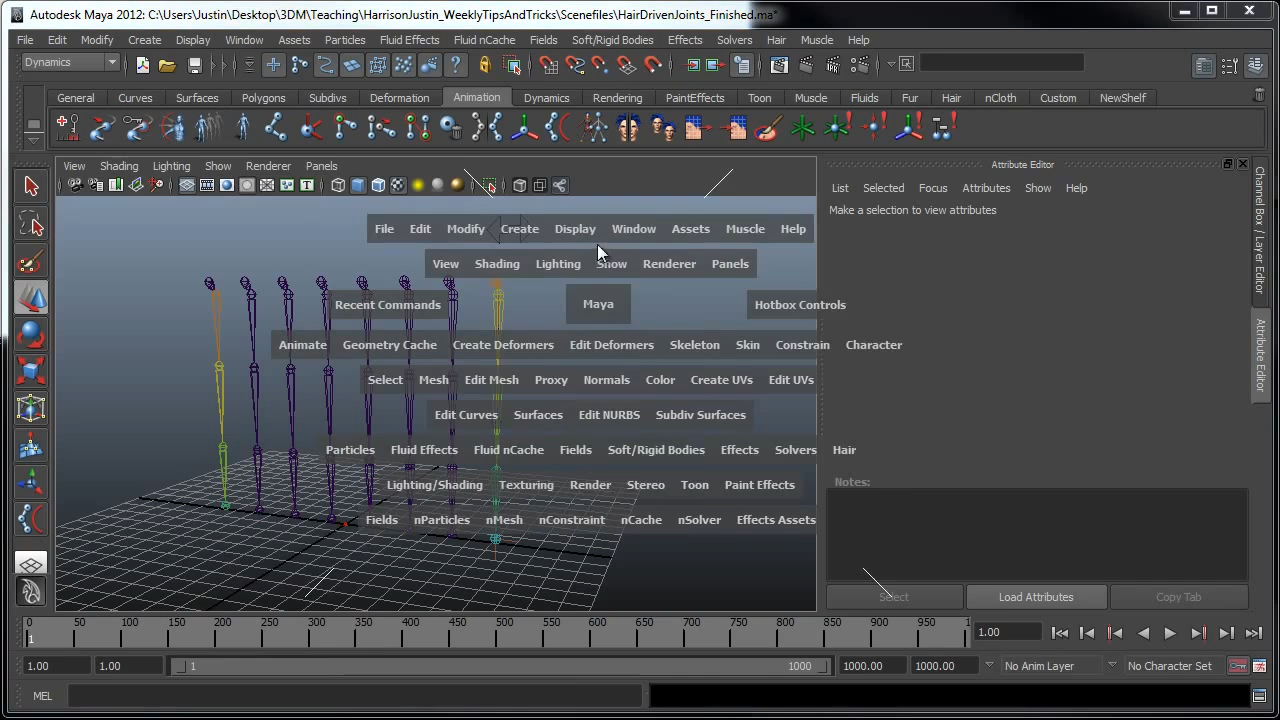 Autodesk Maya 2012: C:\Users\Justin\Desktop\3DM\Teaching\HarrisonJustin_WeeklyTipsAndTricks\Scenefiles\HairDrivenJoints_Finished.ma*
File Edit Modify Create Display Window Assets Particles Fluid Effects Fluid nCache Fields Soft/Rigid Bodies Effects Solvers Hair Muscle Help
Dynamics
General Curves Surfaces Polygons Subdivs Deformation Animation Dynamics Rendering PaintEffects Toon Muscle Fluids Fur Hair nCloth Custom NewShelf
View Shading Lighting Show Renderer Panels
Attribute Editor
List Selected Focus Attributes Show Help
Make a selection to view attributes
File Edit Modify Create Display Window Assets Muscle Help
View Shading Lighting Show Renderer Panels
Recent Commands Maya Hotbox Controls
Animate Geometry Cache Create Deformers Edit Deformers Skeleton Skin Constrain Character
Select Mesh Edit Mesh Proxy Normals Color Create UVs Edit UVs
Edit Curves Surfaces Edit NURBS Subdiv Surfaces
Particles Fluid Effects Fluid nCache Fields Soft/Rigid Bodies Effects Solvers Hair
Lighting/Shading Texturing Render Stereo Toon Paint Effects
Fields nParticles nMesh nConstraint nCache nSolver Effects Assets
Channel Box / Layer Editor
Attribute Editor
Notes:
Select Load Attributes Copy Tab
0 50 100 150 200 250 300 350 400 450 500 550 600 650 700 750 800 850 900 950 1
1 1.00
1.00 1.00 1 1000 1000.00 1000.00 No Anim Layer No Character Set
MEL